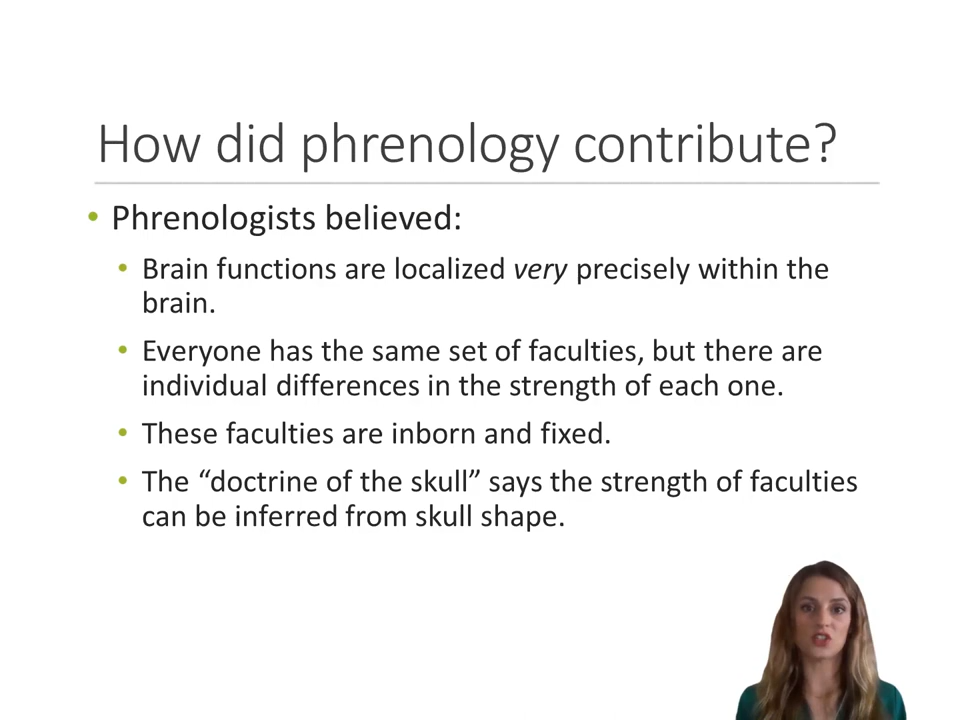 How did phrenology contribute?
• Phrenologists believed:
• Brain functions are localized very precisely within the
brain.
• Everyone has the same set of faculties, but there are
individual differences in the strength of each one.
• These faculties are inborn and fixed.
• The “doctrine of the skull” says the strength of faculties
can be inferred from skull shape.